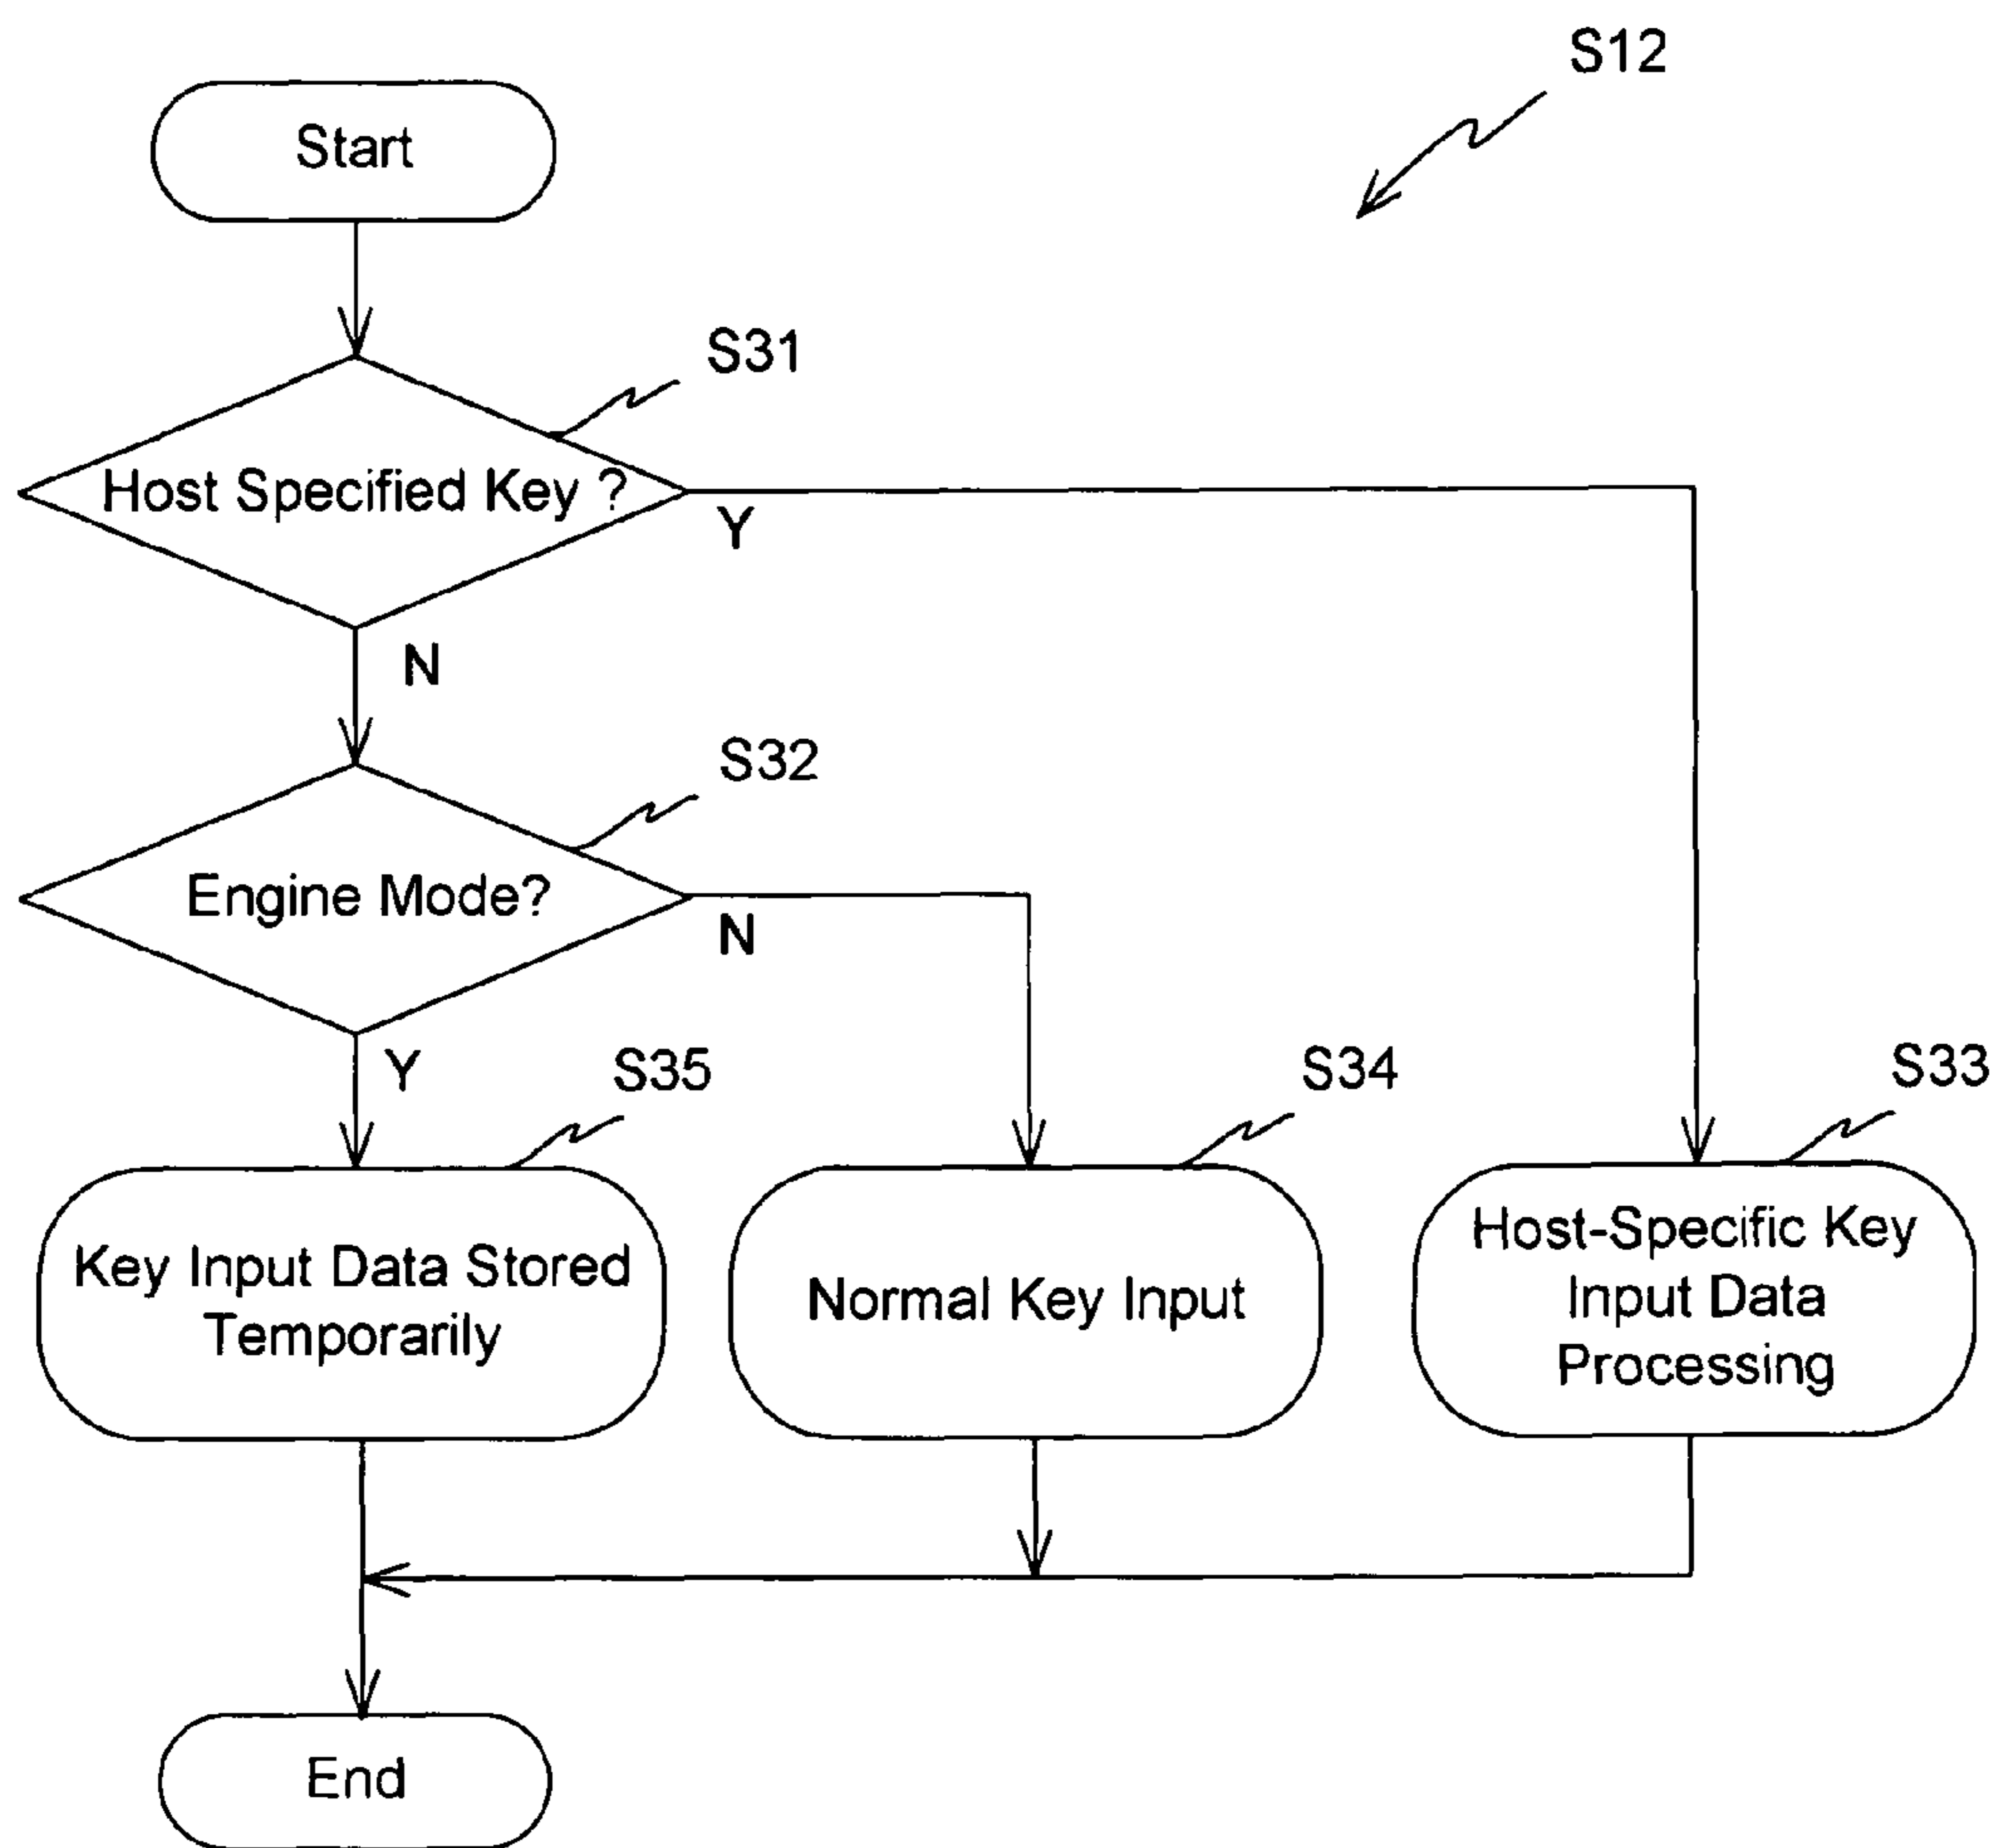 S12
Start
S31
Host Specified Key ?
Y
N
S32
Engine Mode?
N
Y
S35
S34
S33
Key Input Data Stored
Temporarily
Normal Key Input
Host-Specific Key
Input Data
Processing
End